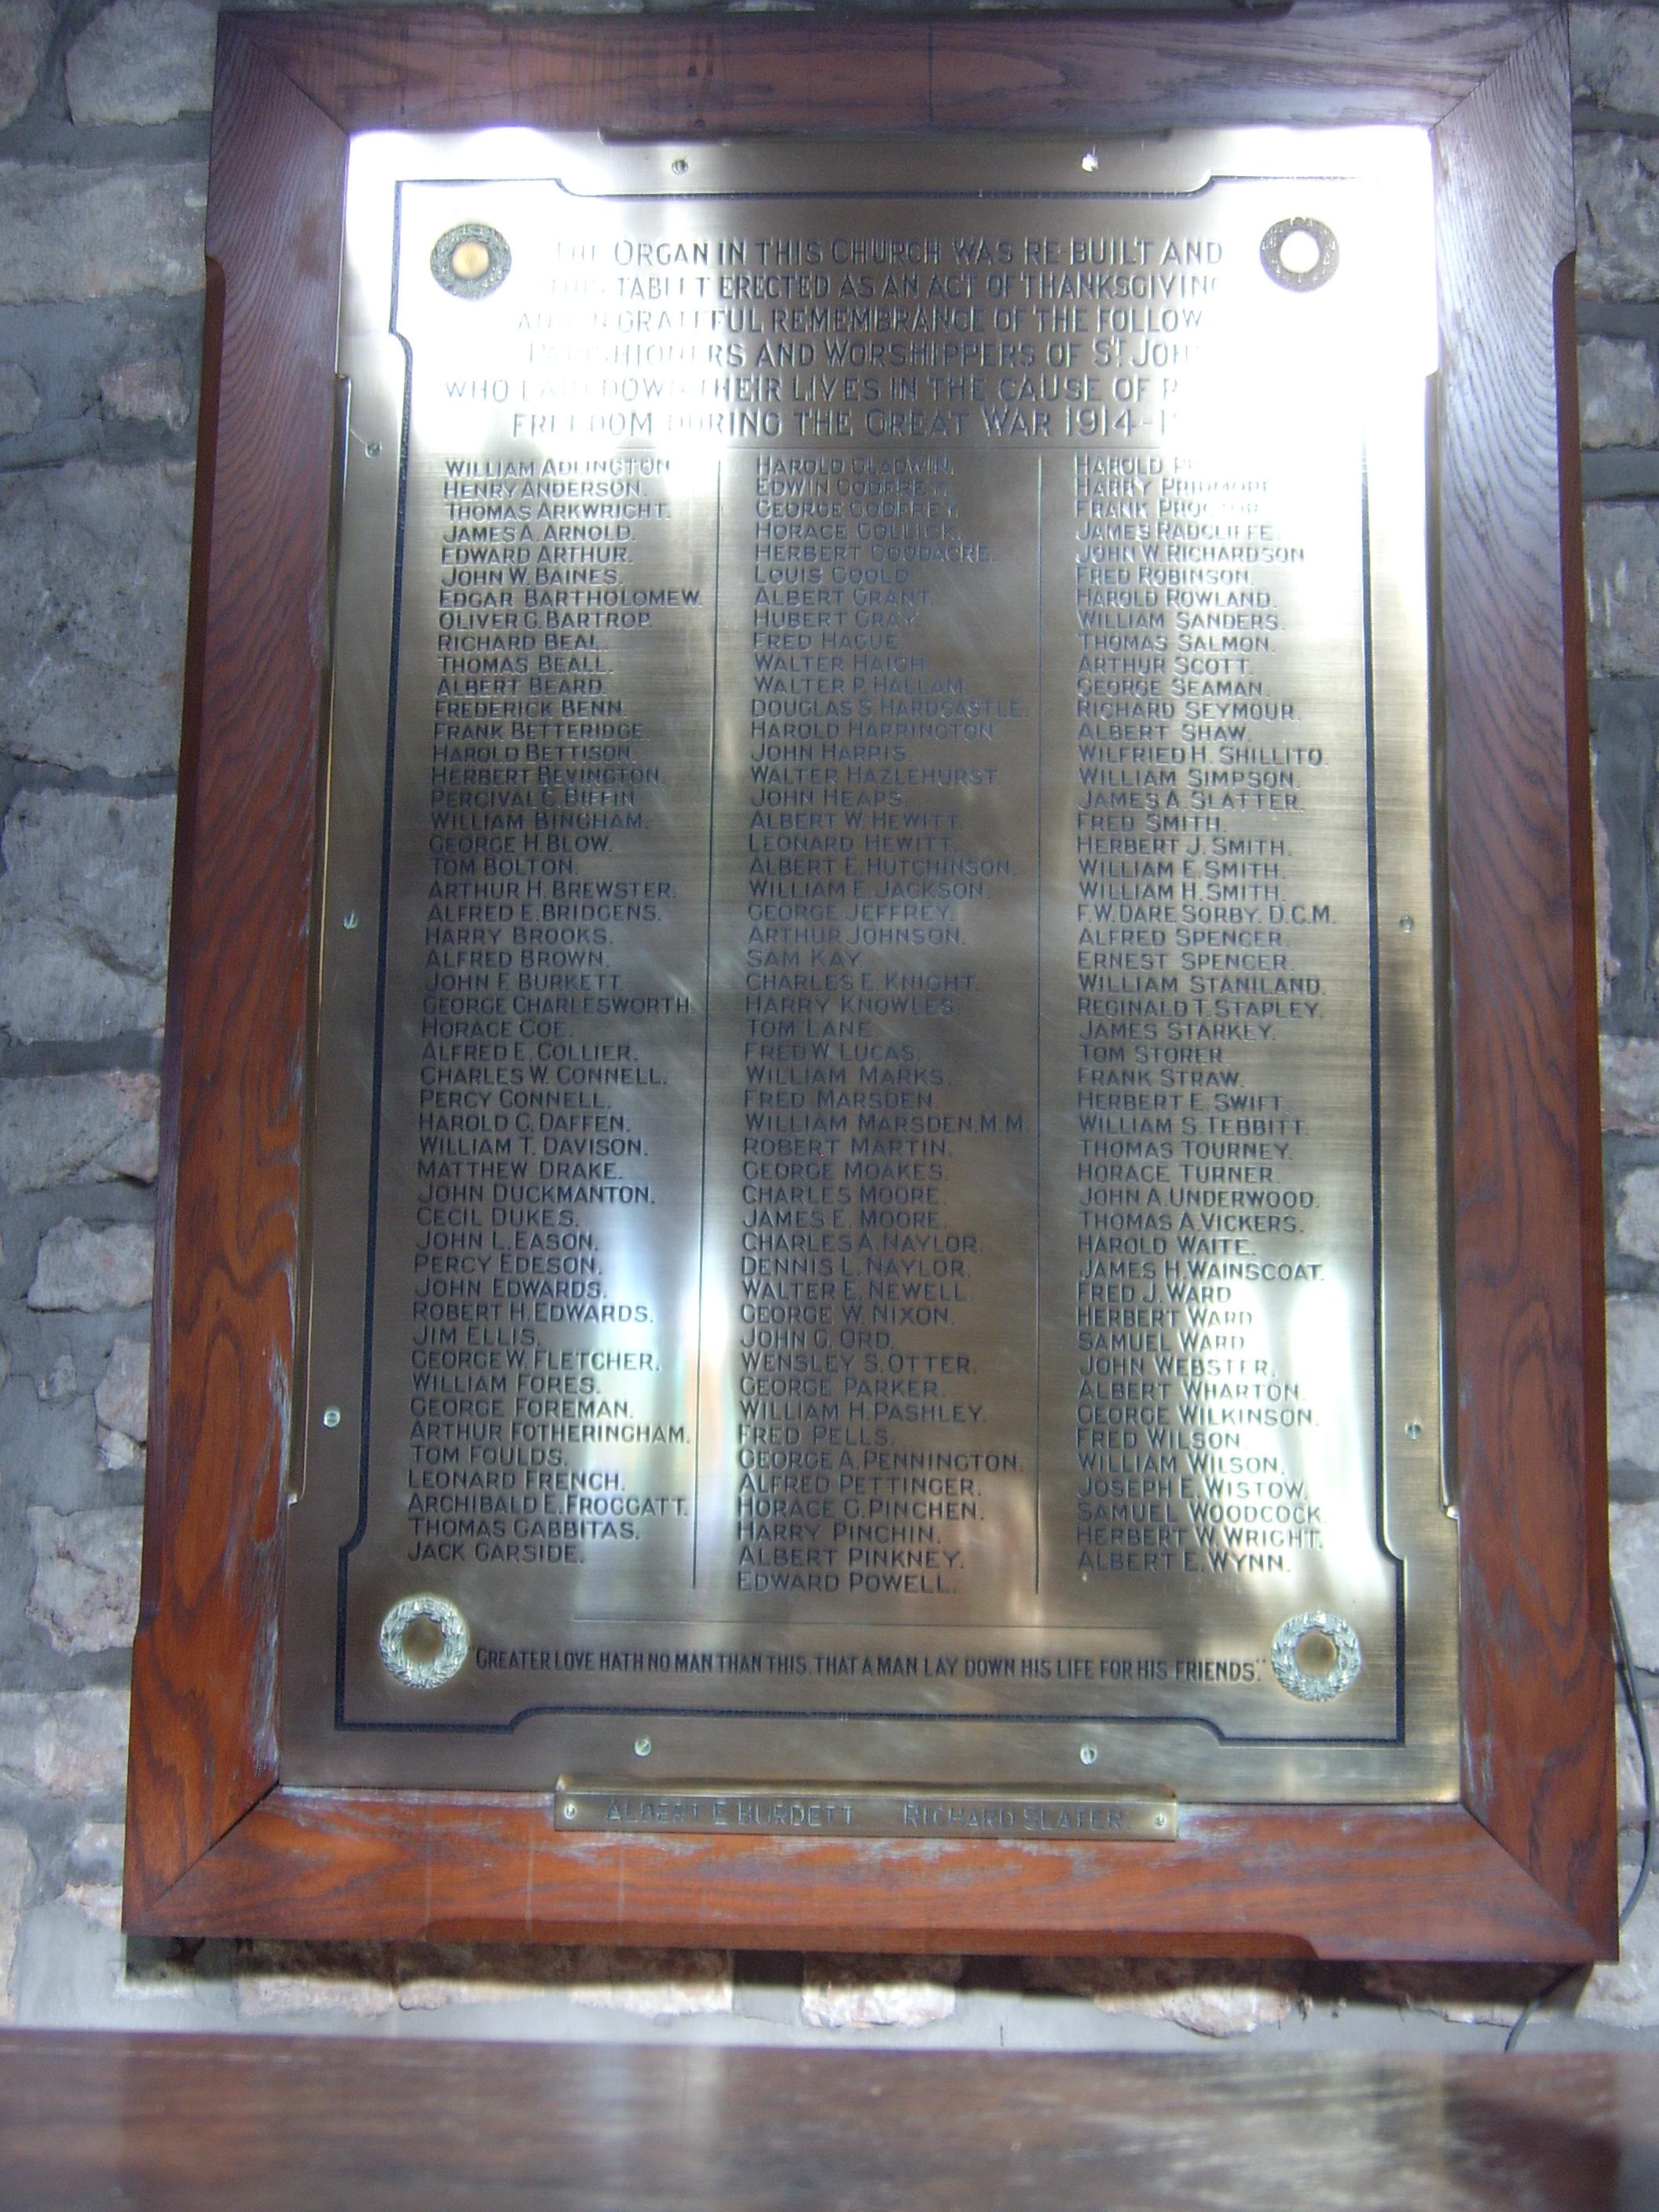 THE ORGAN IN THIS CHURCH WAS RE-BUILT AND
THIS TABLET ERECTED AS AN ACT OF THANKSGIVING
AND IN GRATEFUL REMEMBRANCE OF THE
PARISHIONERS AND WORSHIPPERS OF ST. JOHN
WHO LAID DOWN THEIR LIVES IN THE CAUSE OF
FREEDOM DURING THE GREAT WAR
WILLIAM ADLINGTON.
HENRY ANDERSON.
THOMAS ARKWRIGHT.
JAMES A. ARNOLD.
EDWARD ARTHUR.
JOHN W. BAINES.
EDGAR BARTHOLOMEW.
OLIVER G. BARTROP.
RICHARD BEAL.
THOMAS BEALL.
ALBERT BEARD.
FREDERICK BENN.
FRANK BETTERIDGE.
HAROLD BETTISON.
HERBERT BEVINGTON.
PERCIVAL C. BIFFIN.
WILLIAM BINGHAM.
GEORGE H. BLOW.
TOM BOLTON.
ARTHUR H. BREWSTER.
ALFRED E. BRIDGENS.
HARRY BROOKS.
ALFRED BROWN.
JOHN F. BURKETT.
GEORGE CHARLESWORTH.
HORACE COE.
ALFRED E. COLLIER.
CHARLES W. CONNELL.
PERCY CONNELL.
HAROLD C. DAFFEN.
WILLIAM T. DAVISON.
MATTHEW DRAKE.
JOHN DUCKMANTON.
CECIL DUKES.
JOHN L. EASON.
PERCY EDESON.
JOHN EDWARDS.
ROBERT H. EDWARDS.
JIM ELLIS.
GEORGE W. FLETCHER.
WILLIAM FORES.
GEORGE FOREMAN.
ARTHUR FOTHERINGHAM.
TOM FOULDS.
LEONARD FRENCH.
ARCHIBALD E. FROGGATT.
THOMAS GABBITAS.
JACK GARSIDE.
HAROLD GLADWIN.
EDWIN GODFREY.
GEORGE GODFREY.
HORACE GOLLICK.
HERBERT GOODACRE.
LOUIS GOOLD.
ALBERT GRANT.
HUBERT GRAY.
FRED HAGUE.
WALTER HAIGH.
WALTER P. HALLAM.
DOUGLAS S. HARDCASTLE.
HAROLD HARRINGTON.
JOHN HARRIS.
WALTER HAZLEHURST.
JOHN HEAPS.
ALBERT W. HEWITT.
LEONARD HEWITT.
ALBERT E. HUTCHINSON.
WILLIAM E. JACKSON.
GEORGE JEFFREY.
ARTHUR JOHNSON.
SAM KAY.
CHARLES E. KNIGHT.
HARRY KNOWLES.
TOM LANE.
FRED W. LUCAS.
WILLIAM MARKS.
FRED MARSDEN.
WILLIAM MARSDEN. M.M.
ROBERT MARTIN.
GEORGE MOAKES.
CHARLES MOORE.
JAMES E. MOORE.
CHARLES A. NAYLOR.
DENNIS L. NAYLOR.
WALTER E. NEWELL.
GEORGE W. NIXON.
JOHN G. ORD.
WENSLEY S. OTTER.
GEORGE PARKER.
WILLIAM H. PASHLEY.
FRED PELLS.
GEORGE A. PENNINGTON.
ALFRED PETTINGER.
HORACE G. PINCHEN.
HARRY PINCHIN.
ALBERT PINKNEY.
EDWARD POWELL.
HAROLD
HARRY PRIDMORE
FRANK PROCTOR
JAMES RADCLIFFE.
JOHN W. RICHARDSON
FRED ROBINSON.
HAROLD ROWLAND.
WILLIAM SANDERS.
THOMAS SALMON.
ARTHUR SCOTT.
GEORGE SEAMAN.
RICHARD SEYMOUR.
ALBERT SHAW.
WILFRIED H. SHILLITO.
WILLIAM SIMPSON.
JAMES A. SLATTER.
FRED SMITH.
HERBERT J. SMITH.
WILLIAM E. SMITH.
WILLIAM H. SMITH.
F.W. DARE SORBY. D.C.M.
ALFRED SPENCER.
ERNEST SPENCER.
WILLIAM STANILAND.
REGINALD T. STAPLEY.
JAMES STARKEY.
TOM STORER.
FRANK STRAW.
HERBERT E. SWIFT.
WILLIAM S. TEBBITT.
THOMAS TOURNEY.
HORACE TURNER.
JOHN A. UNDERWOOD.
THOMAS A. VICKERS.
HAROLD WAITE.
JAMES H. WAINSCOAT.
FRED J. WARD
HERBERT WARD
SAMUEL WARD
JOHN WEBSTER.
ALBERT WHARTON.
GEORGE WILKINSON.
FRED WILSON.
WILLIAM WILSON.
JOSEPH E. WISTOW.
SAMUEL WOODCOCK.
HERBERT W. WRIGHT.
ALBERT E. WYNN.
"GREATER LOVE HATH NO MAN THAN THIS, THAT A MAN LAY DOWN HIS LIFE FOR HIS FRIENDS."
ALBERT E BURDETT. RICHARD SLATER.